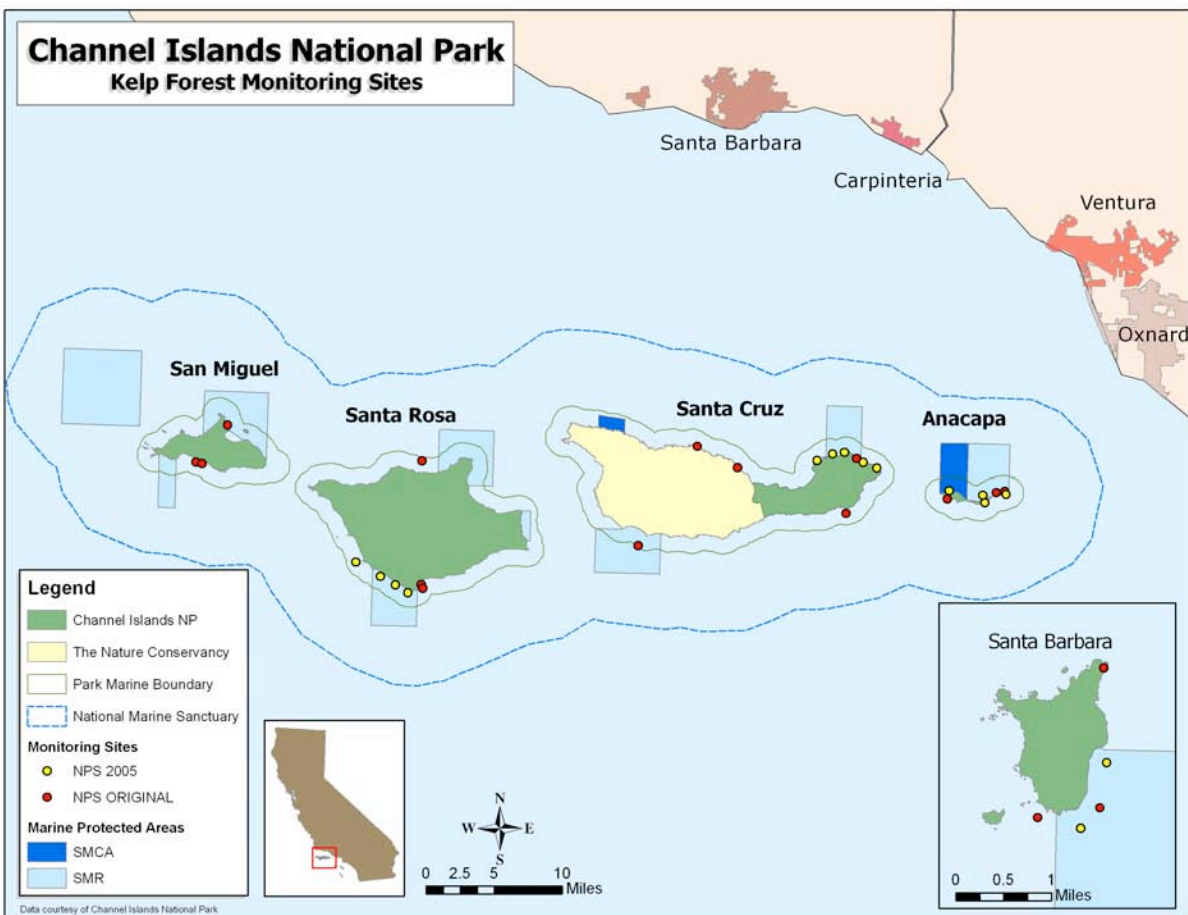 Channel Islands National Park
Kelp Forest Monitoring Sites
Santa Barbara
Carpinteria
Ventura
Oxnard
San Miguel
Santa Rosa
Santa Cruz
Anacapa
Legend
Channel Islands NP
The Nature Conservancy
Park Marine Boundary
National Marine Sanctuary
Monitoring Sites
NPS 2005
NPS ORIGINAL
Marine Protected Areas
SMCA
SMR
N
W E
S
0 2.5 5 10
Miles
Santa Barbara
0 0.5 1
Miles
Data courtesy of Channel Islands National Park